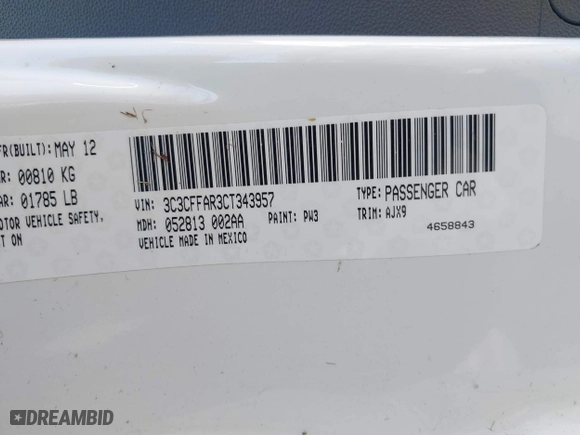 FR(BUILT): MAY 12
R: 00810 KG
AR: 01785 LB
OTOR VEHICLE SAFETY,
T ON
VIN: 3C3CFFAR3CT343957
TYPE: PASSENGER CAR
MDH: 052813 002AA
PAINT: PW3
TRIM: AJX9
VEHICLE MADE IN MEXICO
4658843
DREAMBID